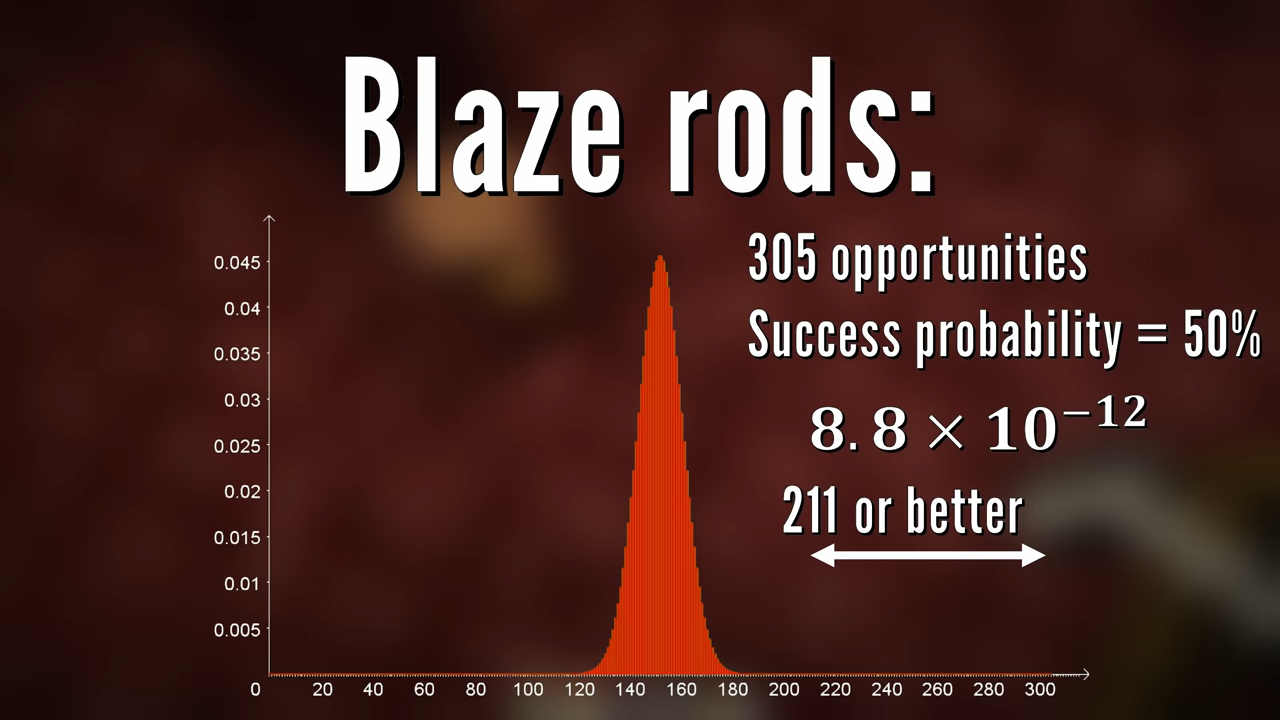 Blaze rods:
305 opportunities
Success probability = 50%
8.8 × 10⁻¹²
211 or better
0.045
0.04
0.035
0.03
0.025
0.02
0.015
0.01
0.005
0 20 40 60 80 100 120 140 160 180 200 220 240 260 280 300